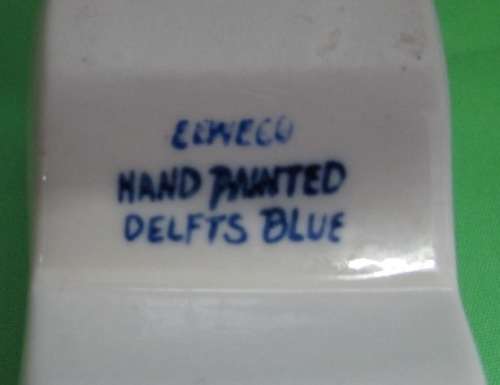 ELWECO
HAND PAINTED
DELFTS BLUE